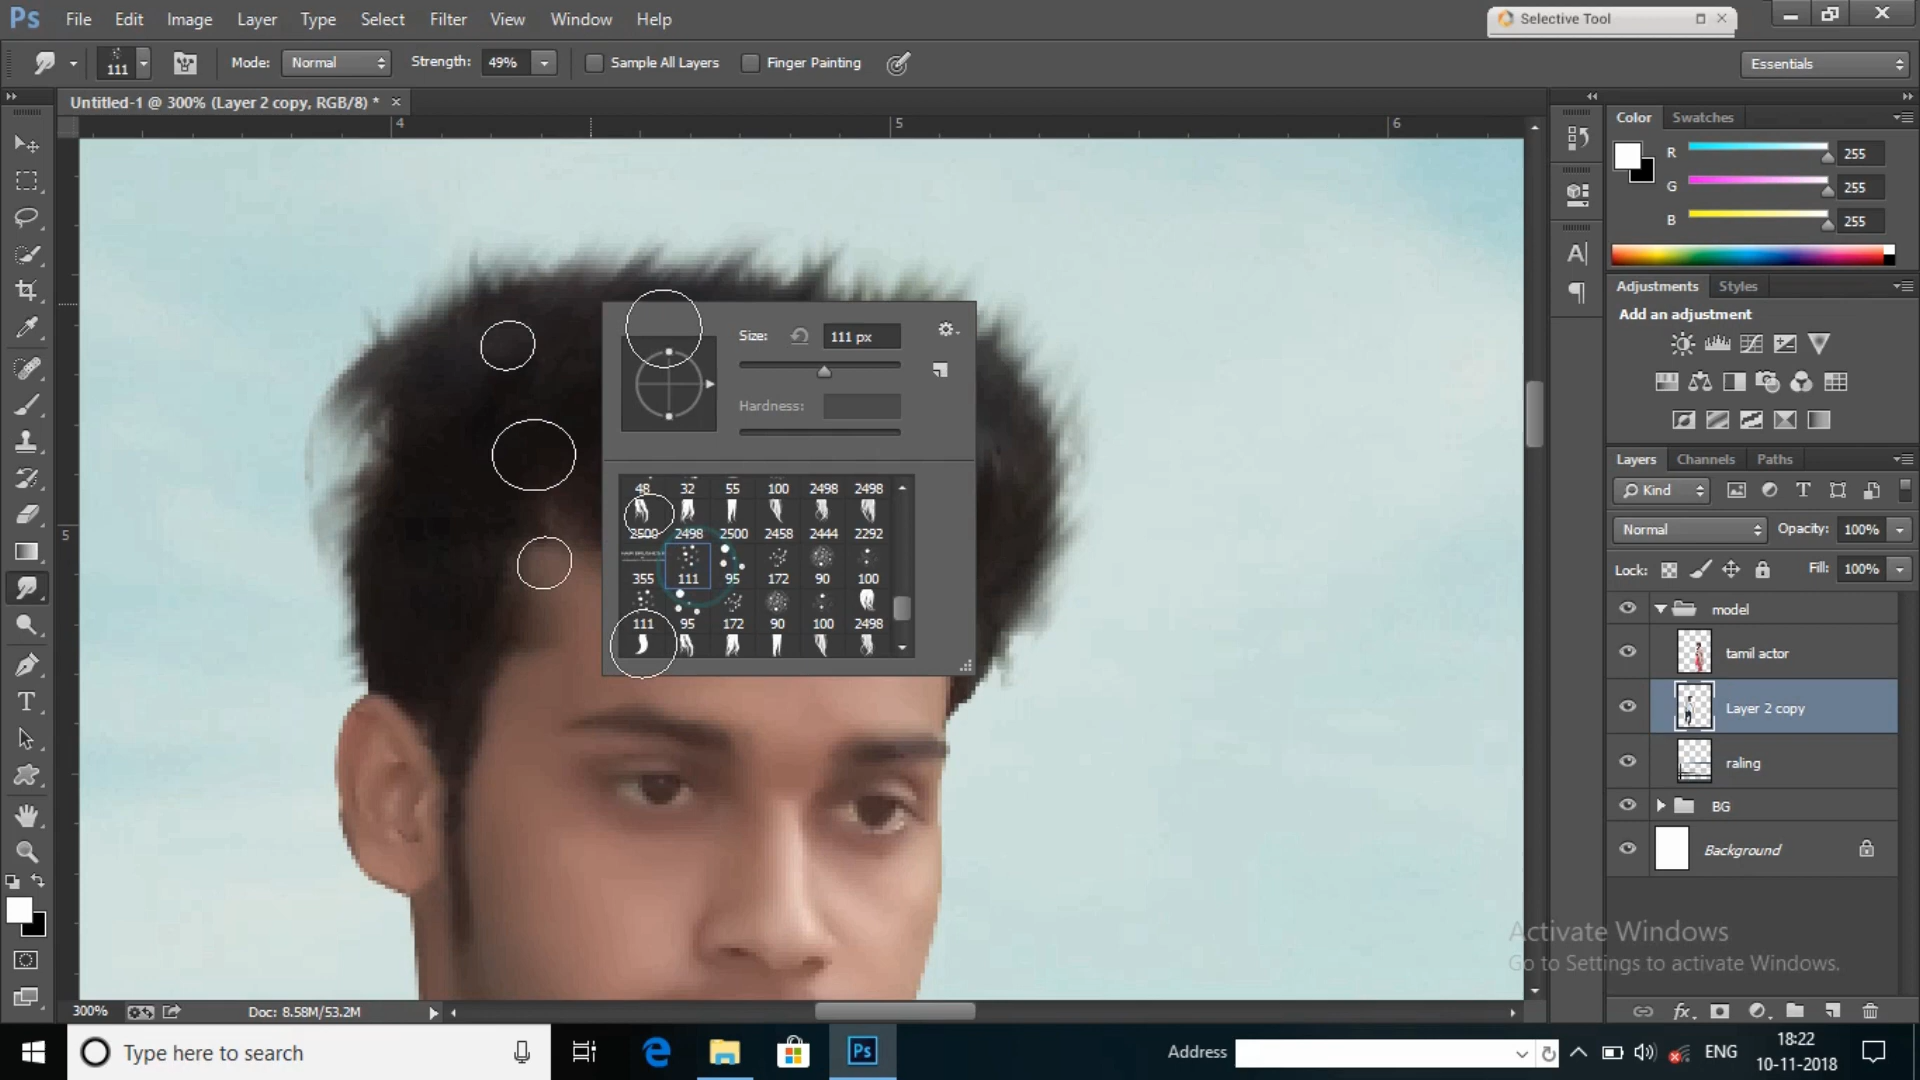 Ps File Edit Image Layer Type Select Filter View Window Help
Selective Tool
111 Mode: Normal Strength: 49% Sample All Layers Finger Painting
Essentials
Untitled-1 @ 300% (Layer 2 copy, RGB/8) *
4 5 6
5
Size: 111 px
Hardness:
48 32 55 100 2498 2498
2500 2498 2500 2458 2444 2292
355 111 95 172 90 100
111 95 172 90 100 2498
Color Swatches
R 255
G 255
B 255
Adjustments Styles
Add an adjustment
Layers Channels Paths
Kind
Normal Opacity: 100%
Lock: Fill: 100%
model
tamil actor
Layer 2 copy
raling
BG
Background
Activate Windows
Go to Settings to activate Windows.
300% Doc: 8.58M/53.2M
Type here to search
Ps
Address
ENG
18:22
10-11-2018